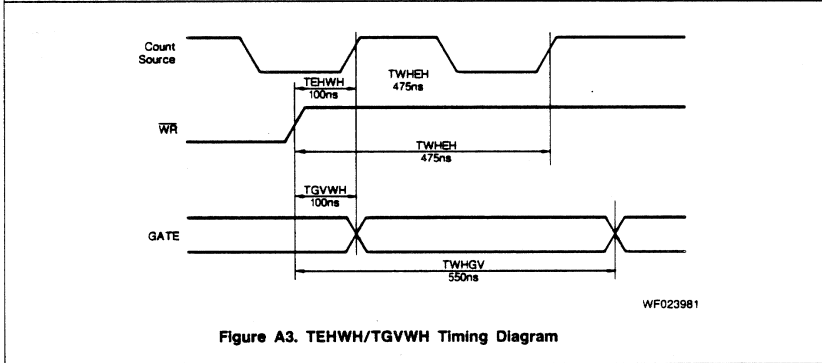 Count
Source
TEHWH
100ns
TWHEH
475ns
WR
TWHEH
475ns
TGVWH
100ns
GATE
TWHGV
550ns
WF023981
Figure A3. TEHWH/TGVWH Timing Diagram